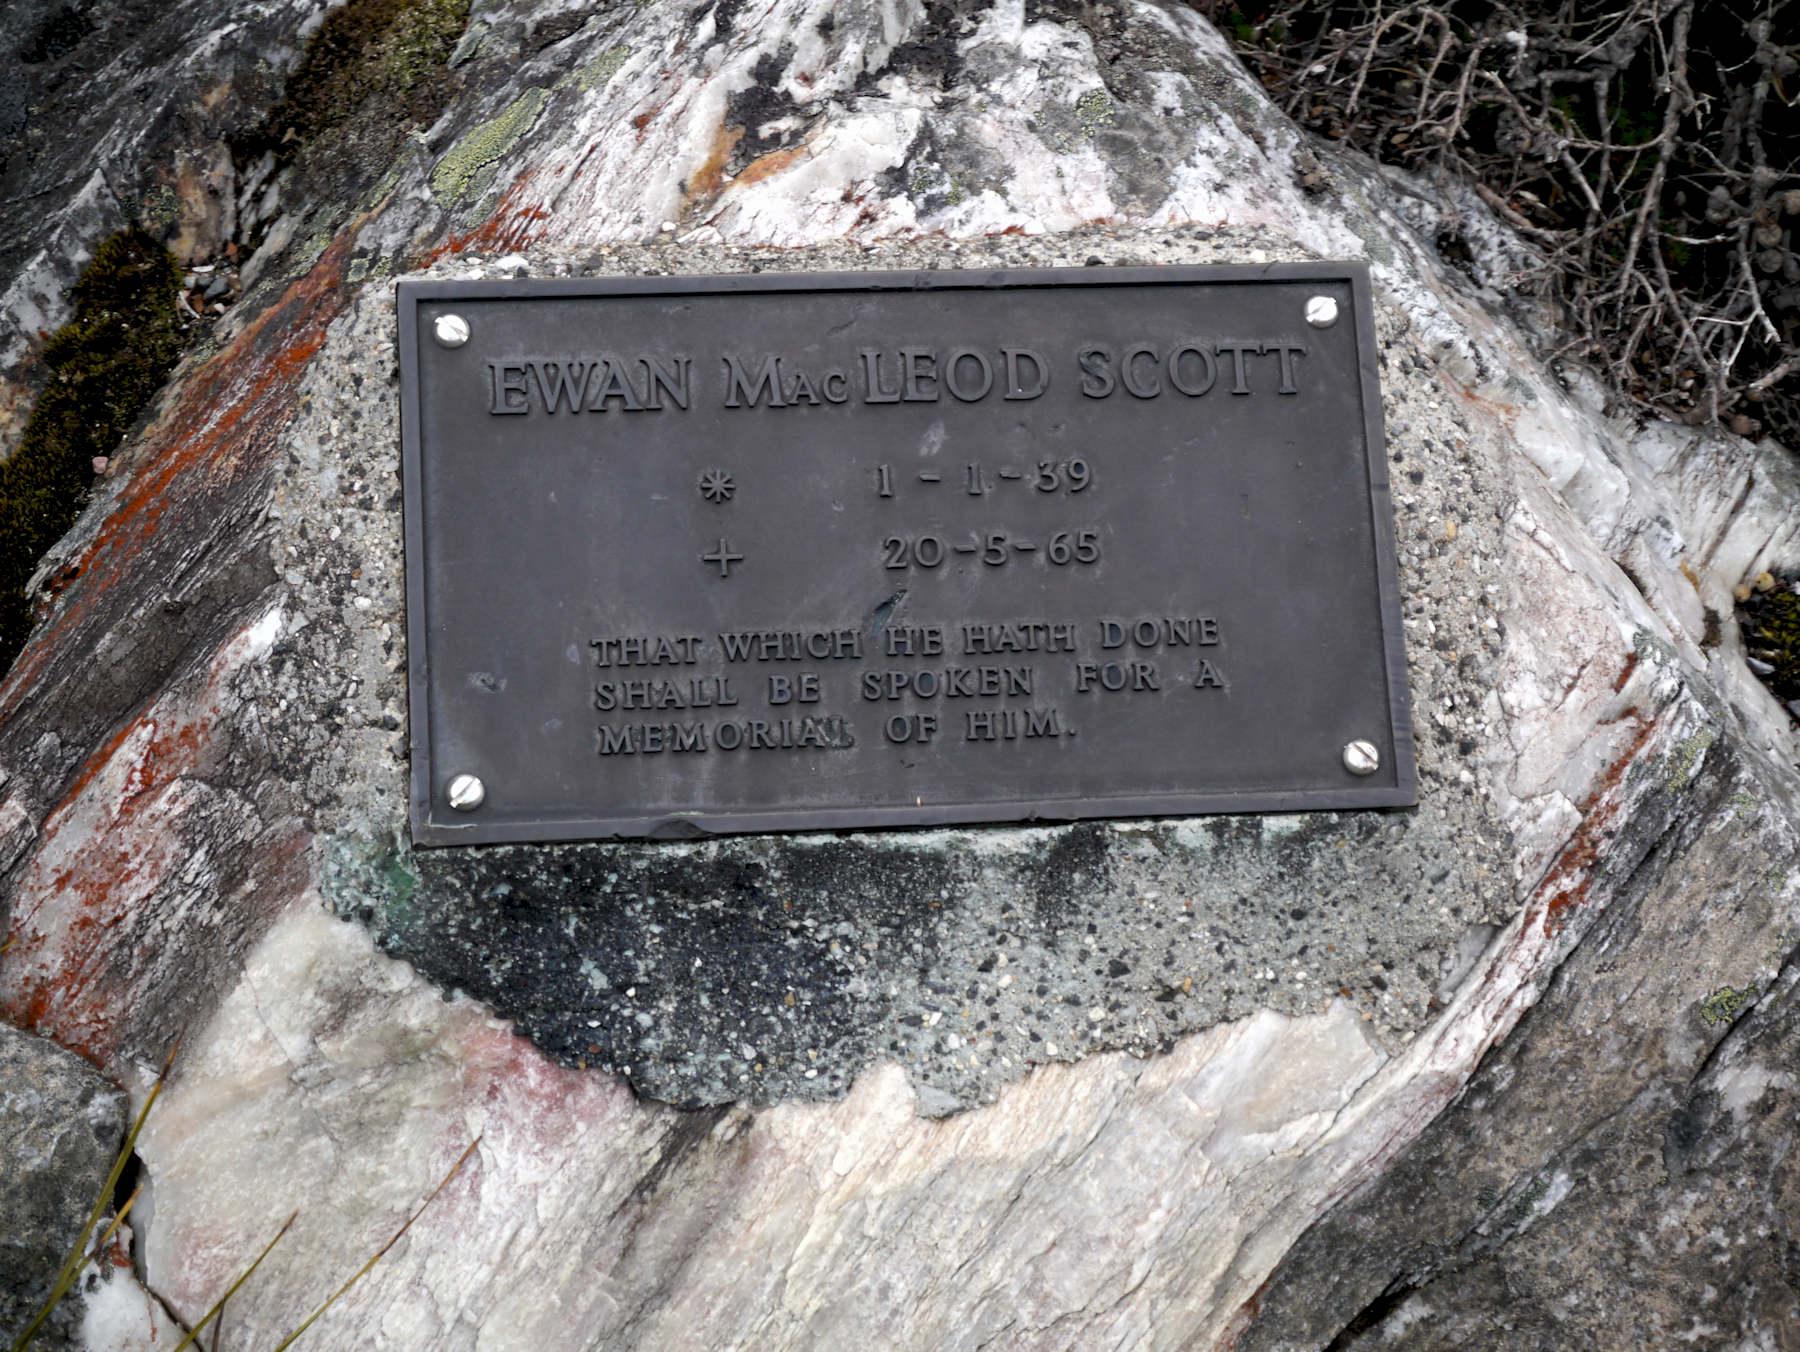 EWAN MacLEOD SCOTT
* 1-1-39
+ 20-5-65
THAT WHICH HE HATH DONE
SHALL BE SPOKEN FOR A
MEMORIAL OF HIM.